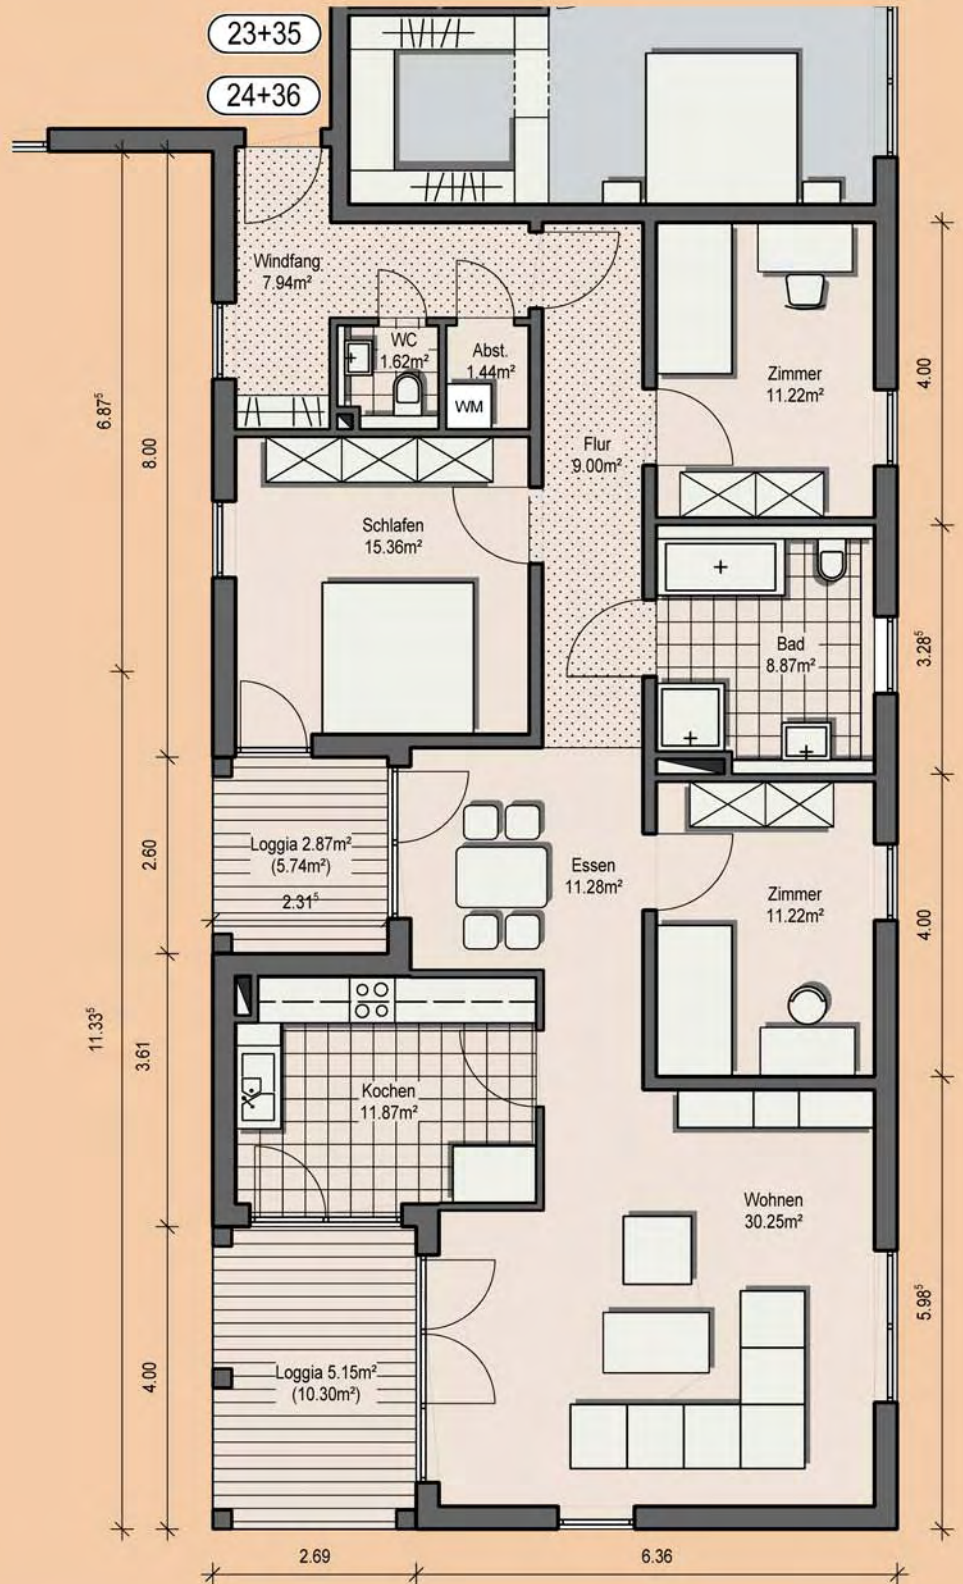 23+35
24+36
Windfang
7.94m²
WC
1.62m²
Abst.
1.44m²
WM
Zimmer
11.22m²
4.00
6.87⁵
8.00
Flur
9.00m²
Schlafen
15.36m²
Bad
8.87m²
3.28⁵
Loggia 2.87m²
(5.74m²)
2.31⁵
2.60
Essen
11.28m²
Zimmer
11.22m²
4.00
11.33⁵
3.61
Kochen
11.87m²
Wohnen
30.25m²
5.98⁵
Loggia 5.15m²
(10.30m²)
4.00
2.69
6.36